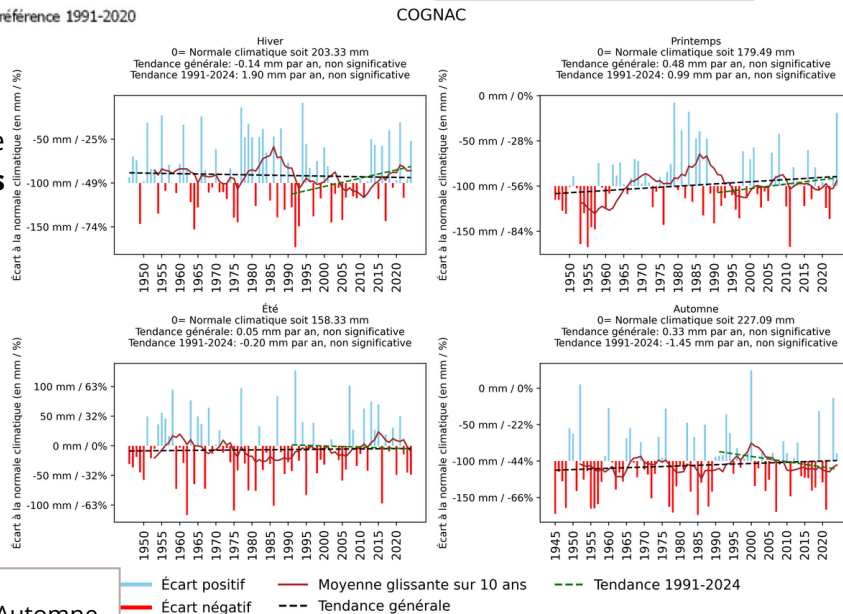 référence 1991-2020
COGNAC
Hiver
0= Normale climatique soit 203.33 mm
Tendance générale: -0.14 mm par an, non significative
Tendance 1991-2024: 1.90 mm par an, non significative
Écart à la normale climatique (en mm / %)
-50 mm / -25%
-100 mm / -49%
-150 mm / -74%
1950 1955 1960 1965 1970 1975 1980 1985 1990 1995 2000 2005 2010 2015 2020
Printemps
0= Normale climatique soit 179.49 mm
Tendance générale: 0.48 mm par an, non significative
Tendance 1991-2024: 0.99 mm par an, non significative
Écart à la normale climatique (en mm / %)
0 mm / 0%
-50 mm / -28%
-100 mm / -56%
-150 mm / -84%
1950 1955 1960 1965 1970 1975 1980 1985 1990 1995 2000 2005 2010 2015 2020
Été
0= Normale climatique soit 158.33 mm
Tendance générale: 0.05 mm par an, non significative
Tendance 1991-2024: -0.20 mm par an, non significative
Écart à la normale climatique (en mm / %)
100 mm / 63%
50 mm / 32%
0 mm / 0%
-50 mm / -32%
-100 mm / -63%
1950 1955 1960 1965 1970 1975 1980 1985 1990 1995 2000 2005 2010 2015 2020
Automne
0= Normale climatique soit 227.09 mm
Tendance générale: 0.33 mm par an, non significative
Tendance 1991-2024: -1.45 mm par an, non significative
Écart à la normale climatique (en mm / %)
0 mm / 0%
-50 mm / -22%
-100 mm / -44%
-150 mm / -66%
1945 1950 1955 1960 1965 1970 1975 1980 1985 1990 1995 2000 2005 2010 2015 2020
Écart positif
Écart négatif
Moyenne glissante sur 10 ans
Tendance générale
Tendance 1991-2024
Automne